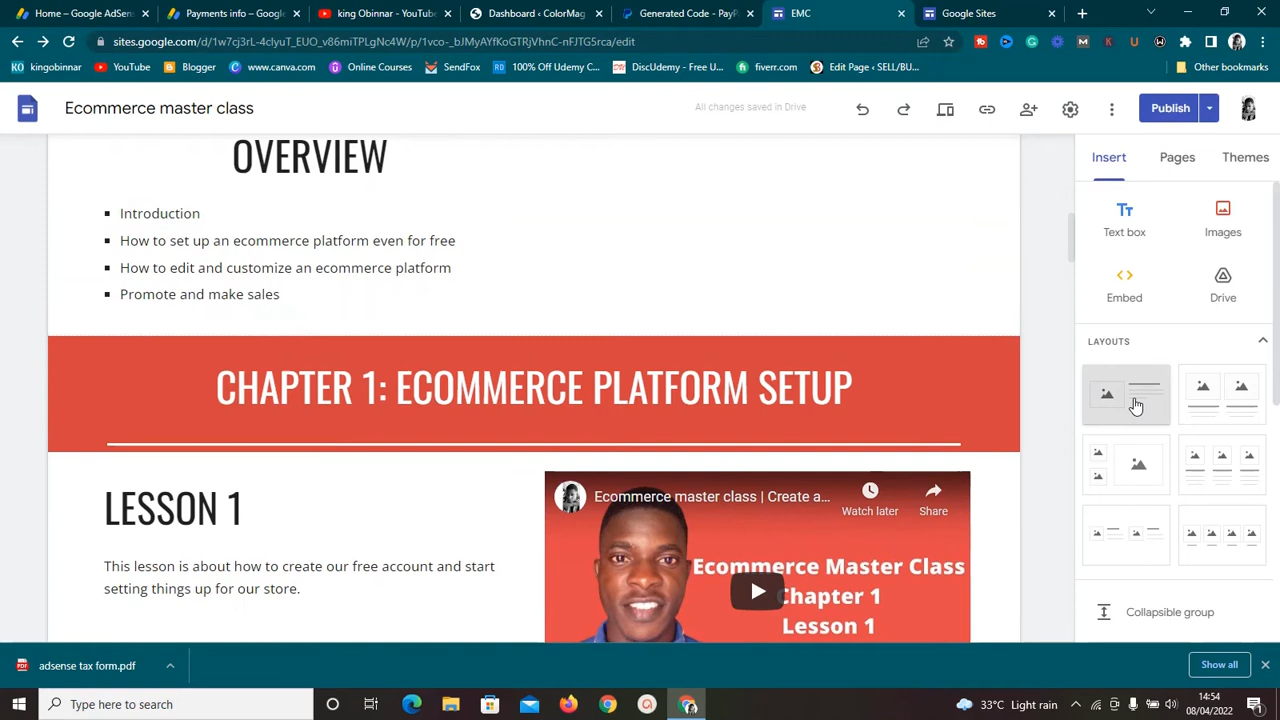 Home – Google AdSen
Payments info – Google
king Obinnar - YouTube
Dashboard ‹ ColorMag
Generated Code - PayP
EMC
Google Sites
sites.google.com/d/1w7cj3rL-4clyuT_EUO_v86miTPLgNc4W/p/1vco-_bJMyAYfKoGTRjVhnC-nFJTG5rca/edit
kingobinnar
YouTube
Blogger
www.canva.com
Online Courses
SendFox
100% Off Udemy C...
DiscUdemy - Free U...
fiverr.com
Edit Page ‹ SELL/BU...
Other bookmarks
Ecommerce master class
All changes saved in Drive
Publish
Insert
Pages
Themes
OVERVIEW
Introduction
How to set up an ecommerce platform even for free
How to edit and customize an ecommerce platform
Promote and make sales
Text box
Images
Embed
Drive
LAYOUTS
CHAPTER 1: ECOMMERCE PLATFORM SETUP
LESSON 1
This lesson is about how to create our free account and start
setting things up for our store.
Ecommerce master class | Create a...
Watch later
Share
Ecommerce Master Class
Chapter 1
Lesson 1
Collapsible group
adsense tax form.pdf
Show all
Type here to search
33°C Light rain
14:54
08/04/2022